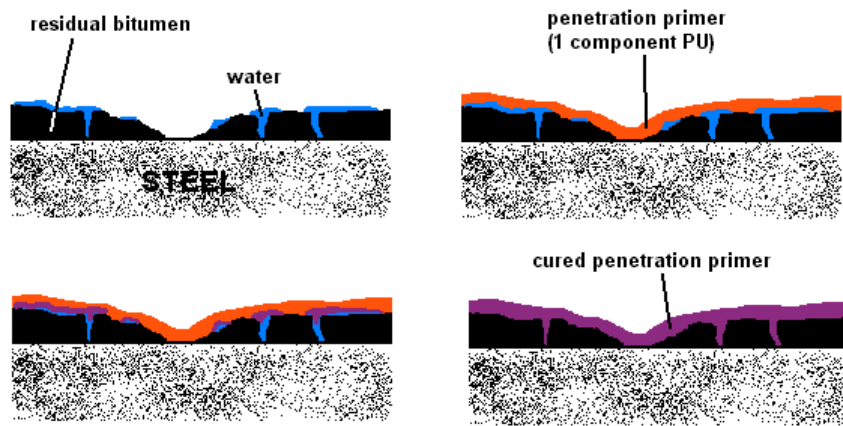 residual bitumen
water
STEEL
penetration primer
(1 component PU)
cured penetration primer